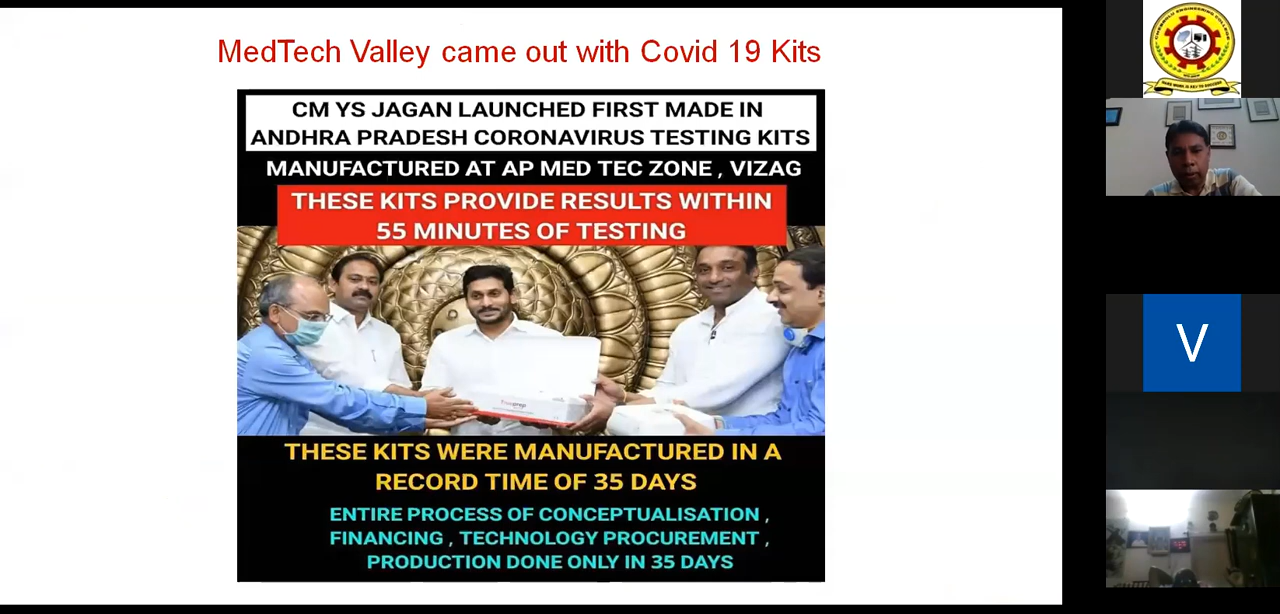 MedTech Valley came out with Covid 19 Kits
CM YS JAGAN LAUNCHED FIRST MADE IN
ANDHRA PRADESH CORONAVIRUS TESTING KITS
MANUFACTURED AT AP MED TEC ZONE , VIZAG
THESE KITS PROVIDE RESULTS WITHIN
55 MINUTES OF TESTING
THESE KITS WERE MANUFACTURED IN A
RECORD TIME OF 35 DAYS
ENTIRE PROCESS OF CONCEPTUALISATION ,
FINANCING , TECHNOLOGY PROCUREMENT ,
PRODUCTION DONE ONLY IN 35 DAYS
ENGINEERING COLLEGE
V